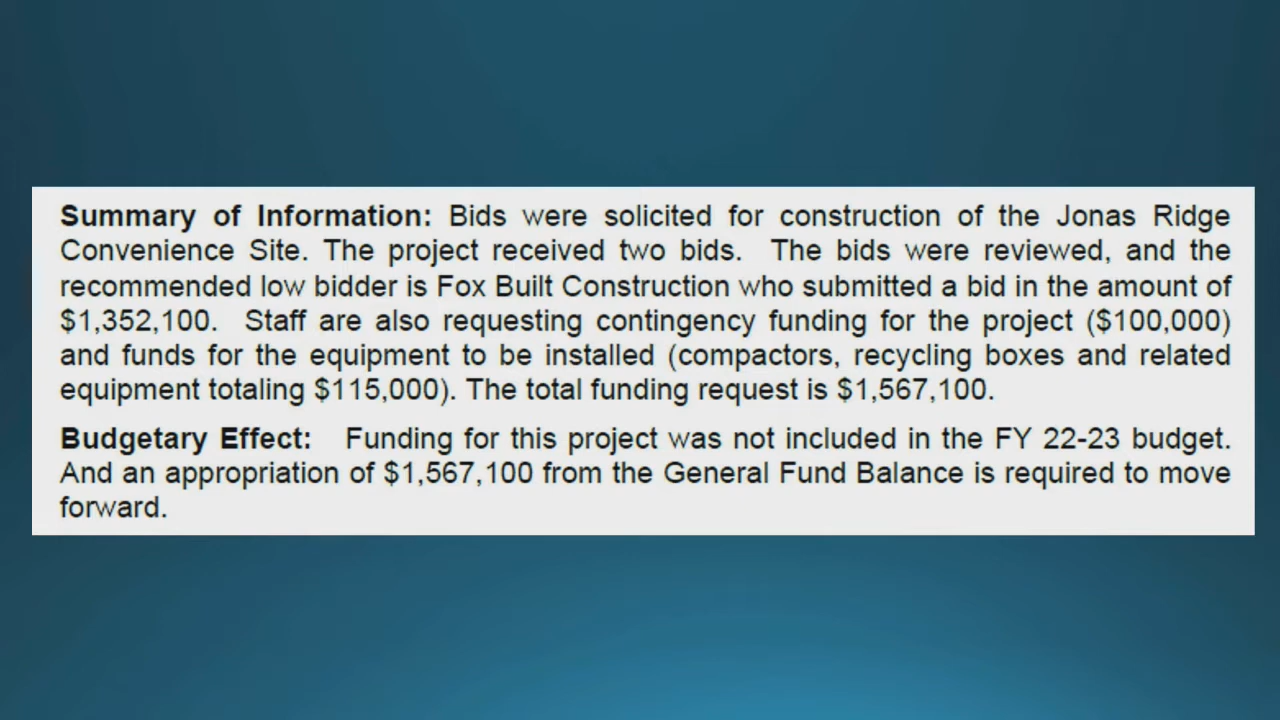 Summary of Information: Bids were solicited for construction of the Jonas Ridge
Convenience Site. The project received two bids. The bids were reviewed, and the
recommended low bidder is Fox Built Construction who submitted a bid in the amount of
$1,352,100. Staff are also requesting contingency funding for the project ($100,000)
and funds for the equipment to be installed (compactors, recycling boxes and related
equipment totaling $115,000). The total funding request is $1,567,100.
Budgetary Effect: Funding for this project was not included in the FY 22-23 budget.
And an appropriation of $1,567,100 from the General Fund Balance is required to move
forward.